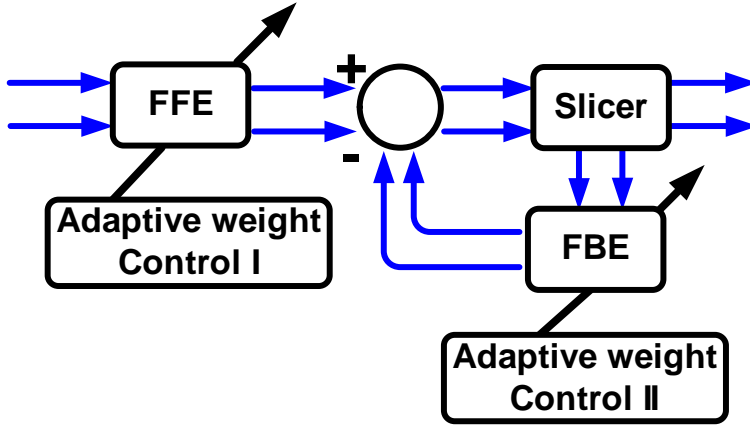 FFE
+
-
Slicer
Adaptive weight
Control Ⅰ
FBE
Adaptive weight
Control Ⅱ